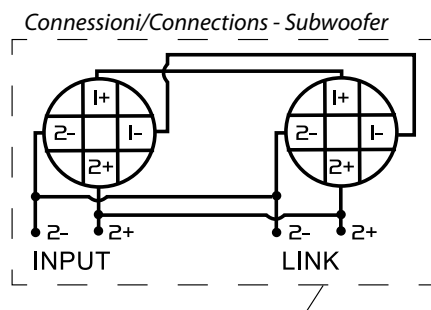 Connessioni/Connections - Subwoofer
1+ 1+
2- 1- 2- 1-
2+ 2+
2- 2+ 2- 2+
INPUT LINK